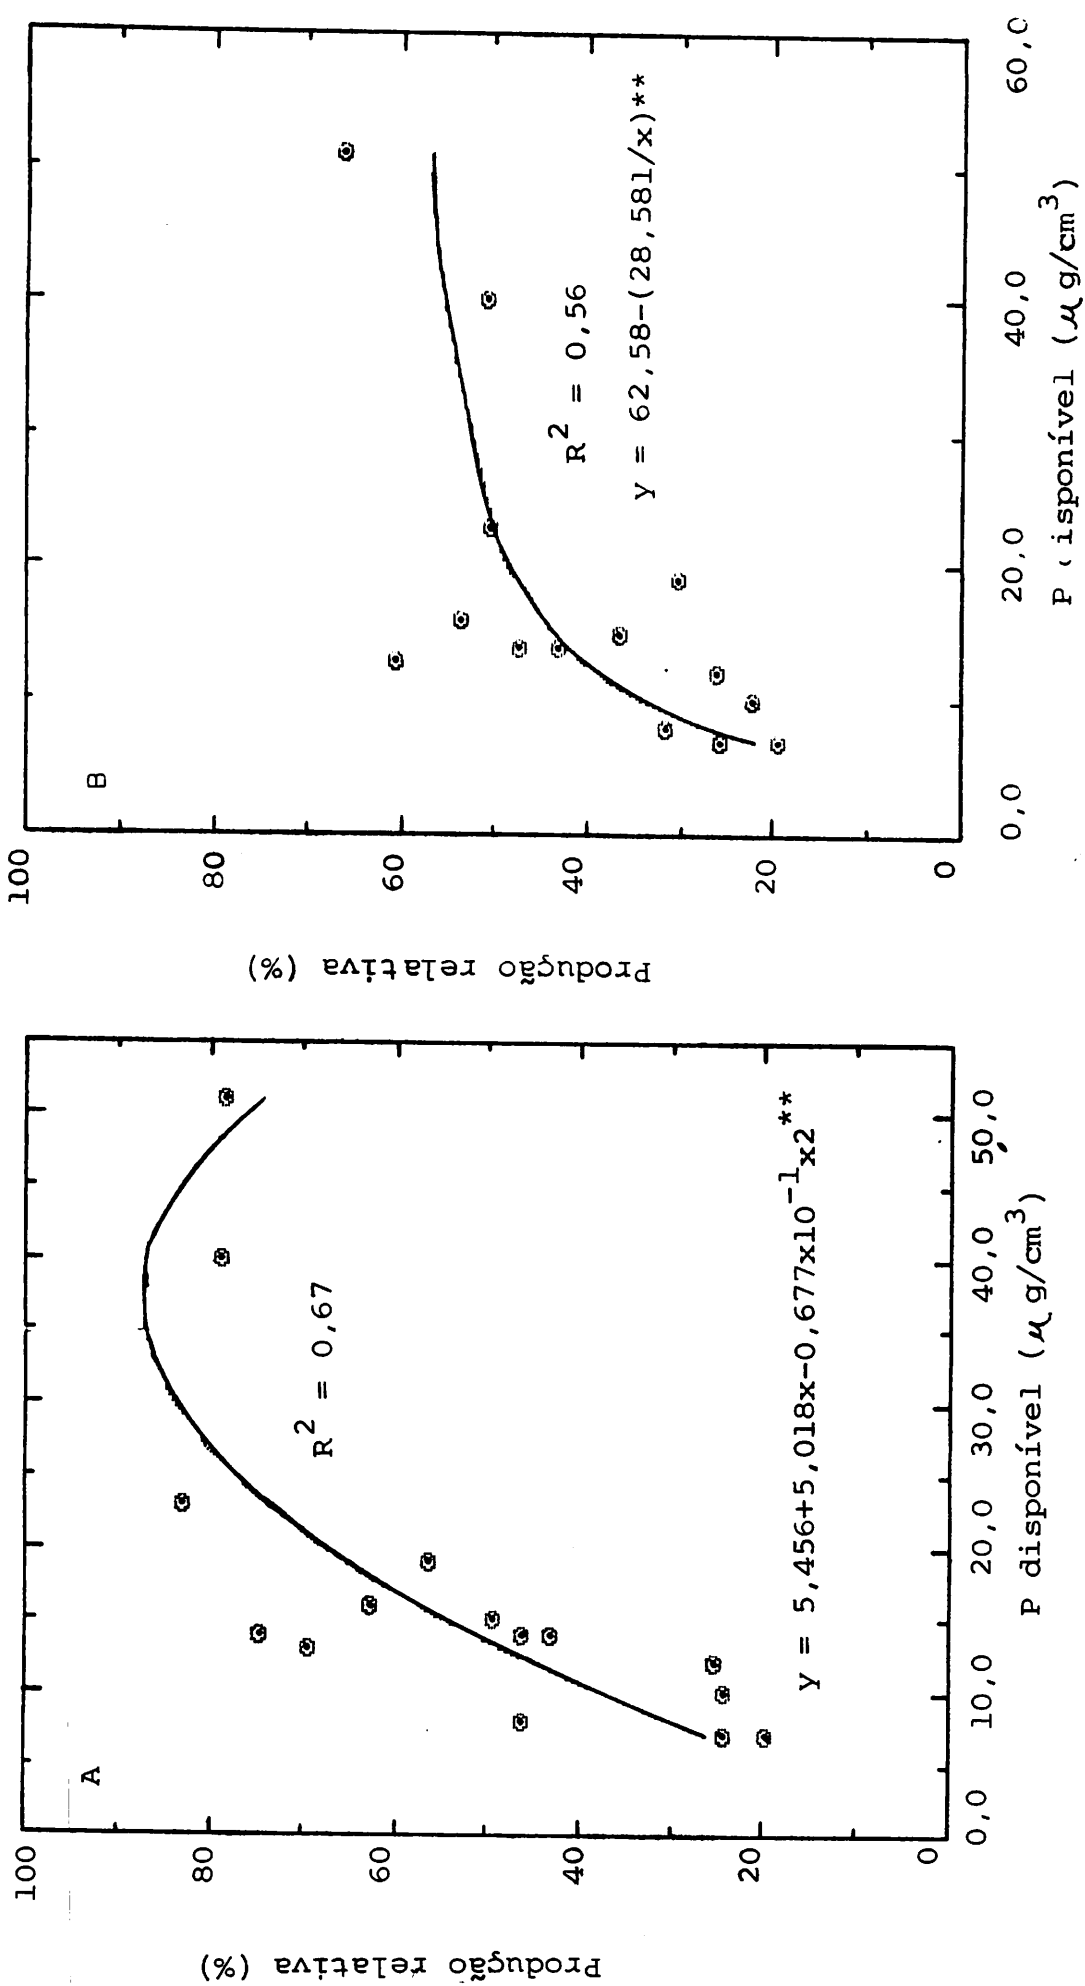 A
Produção relativa (%)
100
80
60
40
20
0
R² = 0,67
y = 5,456+5,018x-0,677x10⁻¹x2**
0,0
10,0
20,0
30,0
40,0
50,0
P disponível (μg/cm³)
B
Produção relativa (%)
100
80
60
40
20
0
R² = 0,56
y = 62,58-(28,581/x)**
0,0
20,0
40,0
60,0
P isponível (μg/cm³)